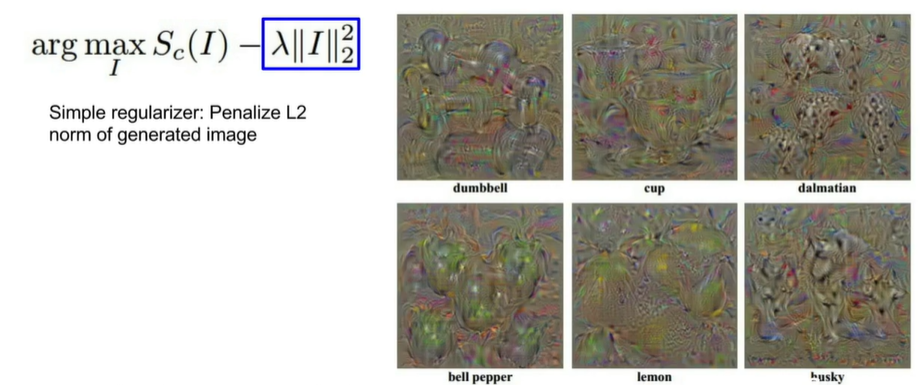 arg max S_c(I) − λ‖I‖₂²
I
Simple regularizer: Penalize L2
norm of generated image
dumbbell cup dalmatian
bell pepper lemon husky